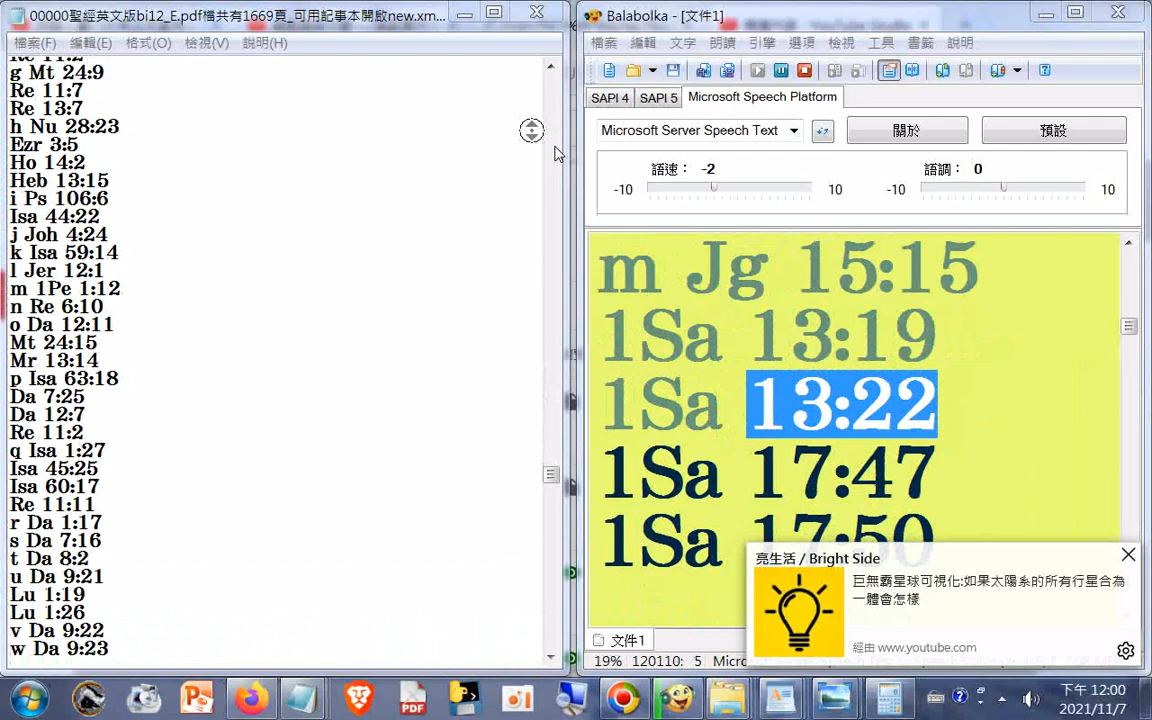 00000聖經英文版bi12_E.pdf檔共有1669頁_可用記事本開啟new.xm...
檔案(F) 編輯(E) 格式(O) 檢視(V) 說明(H)
g Mt 24:9
Re 11:7
Re 13:7
h Nu 28:23
Ezr 3:5
Ho 14:2
Heb 13:15
i Ps 106:6
Isa 44:22
j Joh 4:24
k Isa 59:14
l Jer 12:1
m 1Pe 1:12
n Re 6:10
o Da 12:11
Mt 24:15
Mr 13:14
p Isa 63:18
Da 7:25
Da 12:7
Re 11:2
q Isa 1:27
Isa 45:25
Isa 60:17
Re 11:11
r Da 1:17
s Da 7:16
t Da 8:2
u Da 9:21
Lu 1:19
Lu 1:26
v Da 9:22
w Da 9:23
Balabolka - [文件1]
檔案 編輯 文字 朗讀 引擎 選項 檢視 工具 書籤 說明
SAPI 4 SAPI 5 Microsoft Speech Platform
Microsoft Server Speech Text 關於 預設
語速： -2 語調： 0
-10 10 -10 10
m Jg 15:15
1Sa 13:19
1Sa 13:22
1Sa 17:47
1Sa 17:50
亮生活 / Bright Side
巨無霸星球可視化:如果太陽系的所有行星合為
一體會怎樣
經由 www.youtube.com
文件1
19% 120110: 5
下午 12:00
2021/11/7